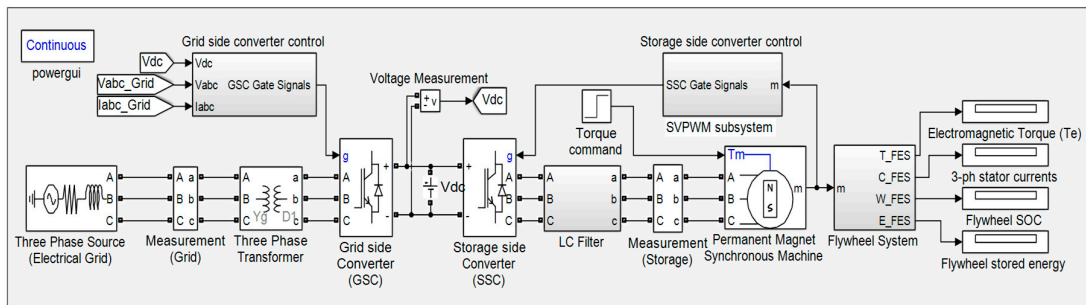 Continuous
powergui
Vdc
Vabc_Grid
Iabc_Grid
Grid side converter control
Vdc
Vabc
Iabc
GSC Gate Signals
Voltage Measurement
+
-
v
Vdc
Storage side converter control
SSC Gate Signals
m
SVPWM subsystem
Torque
command
A
B
C
Three Phase Source
(Electrical Grid)
A
B
C
a
b
c
Measurement
(Grid)
A
B
C
a
b
c
Yg
D1
Three Phase
Transformer
g
A
B
C
+
-
Grid side
Converter
(GSC)
Vdc
+
-
g
A
B
C
Storage side
Converter
(SSC)
A
B
C
a
b
c
LC Filter
A
B
C
a
b
c
Measurement
(Storage)
Tm
A
B
C
N
S
m
Permanent Magnet
Synchronous Machine
m
T_FES
C_FES
W_FES
E_FES
Flywheel System
Electromagnetic Torque (Te)
3-ph stator currents
Flywheel SOC
Flywheel stored energy